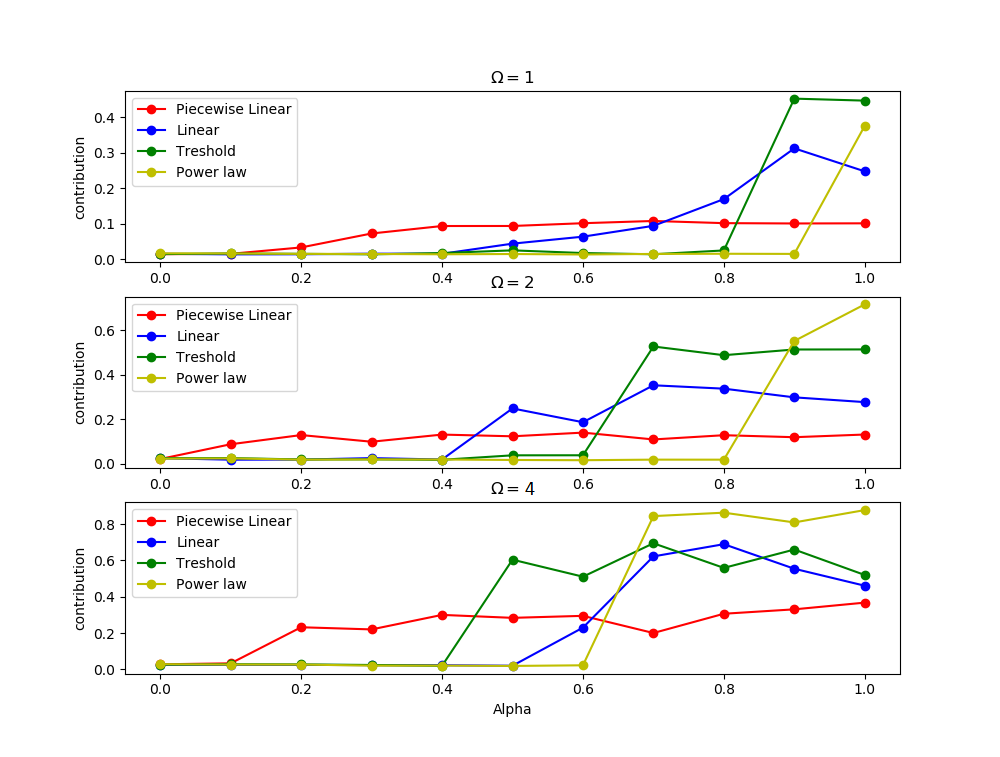 Ω = 1
contribution
0.4
0.3
0.2
0.1
0.0
Piecewise Linear
Linear
Treshold
Power law
0.0 0.2 0.4 0.6 0.8 1.0
Ω = 2
contribution
0.6
0.4
0.2
0.0
Piecewise Linear
Linear
Treshold
Power law
0.0 0.2 0.4 0.6 0.8 1.0
Ω = 4
contribution
0.8
0.6
0.4
0.2
0.0
Piecewise Linear
Linear
Treshold
Power law
0.0 0.2 0.4 0.6 0.8 1.0
Alpha